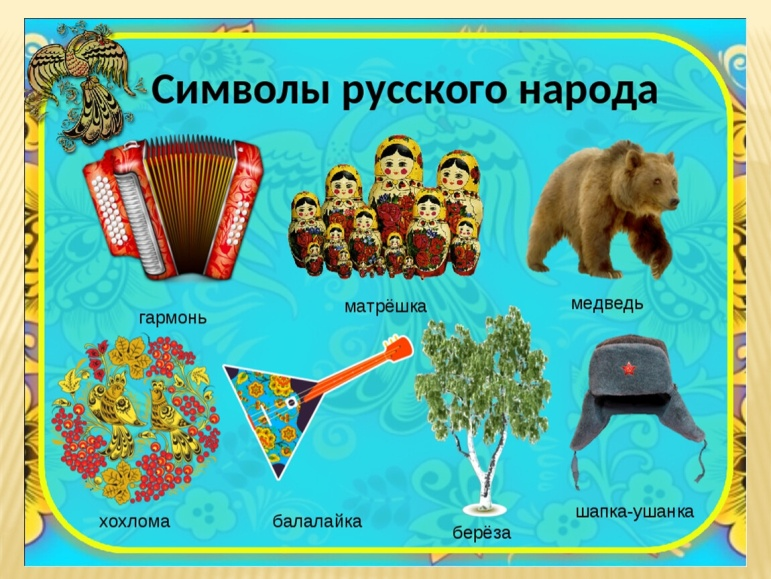 Символы русского народа
гармонь
матрёшка
медведь
хохлома
балалайка
берёза
шапка-ушанка